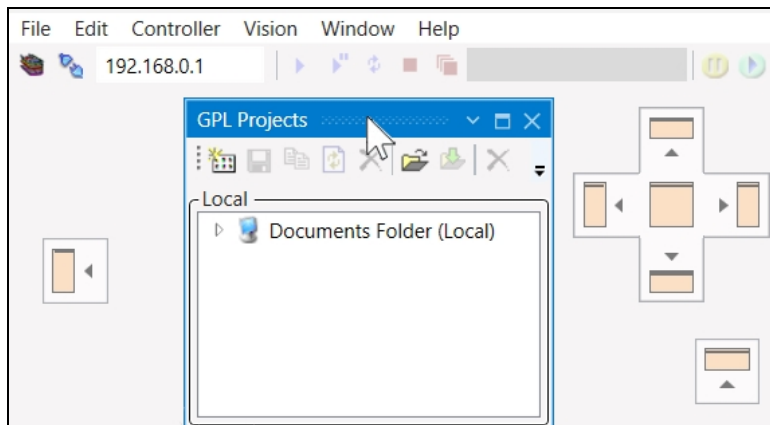 File Edit Controller Vision Window Help
192.168.0.1
GPL Projects
Local
Documents Folder (Local)